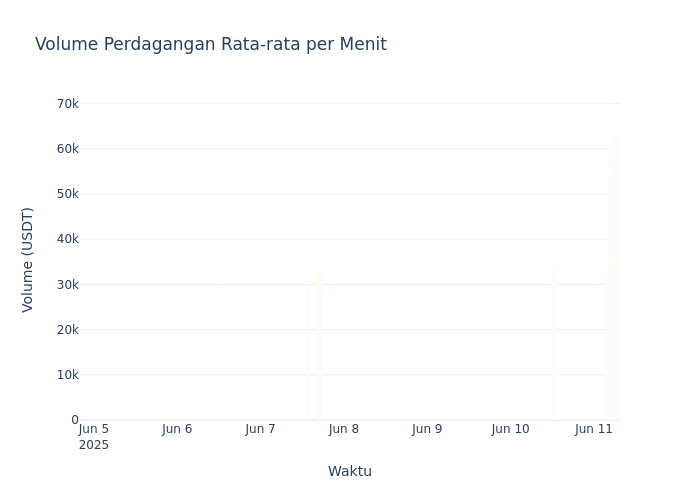 Volume Perdagangan Rata-rata per Menit
70k
60k
50k
40k
30k
20k
10k
0
Volume (USDT)
Jun 5 Jun 6 Jun 7 Jun 8 Jun 9 Jun 10 Jun 11
2025
Waktu